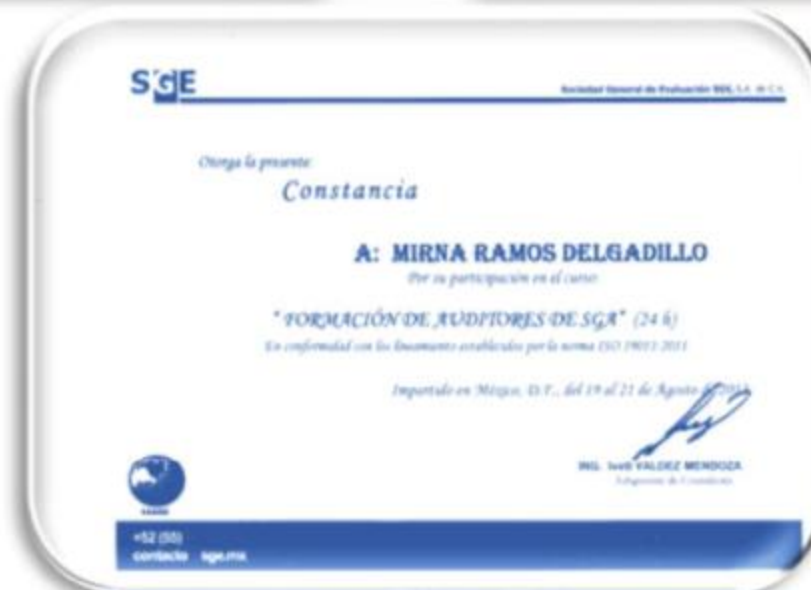 SGE
Sociedad General de Evaluación SGE, S.A. de C.V.
Otorga la presente:
Constancia
A: MIRNA RAMOS DELGADILLO
Por su participación en el curso:
"FORMACIÓN DE AUDITORES DE SGA" (24 h)
En conformidad con los lineamientos establecidos por la norma ISO 19011:2011
Impartido en México, D.F., del 19 al 21 de Agosto
ING. Ivett VALDEZ MENDOZA
+52 (55)
contacto sge.mx